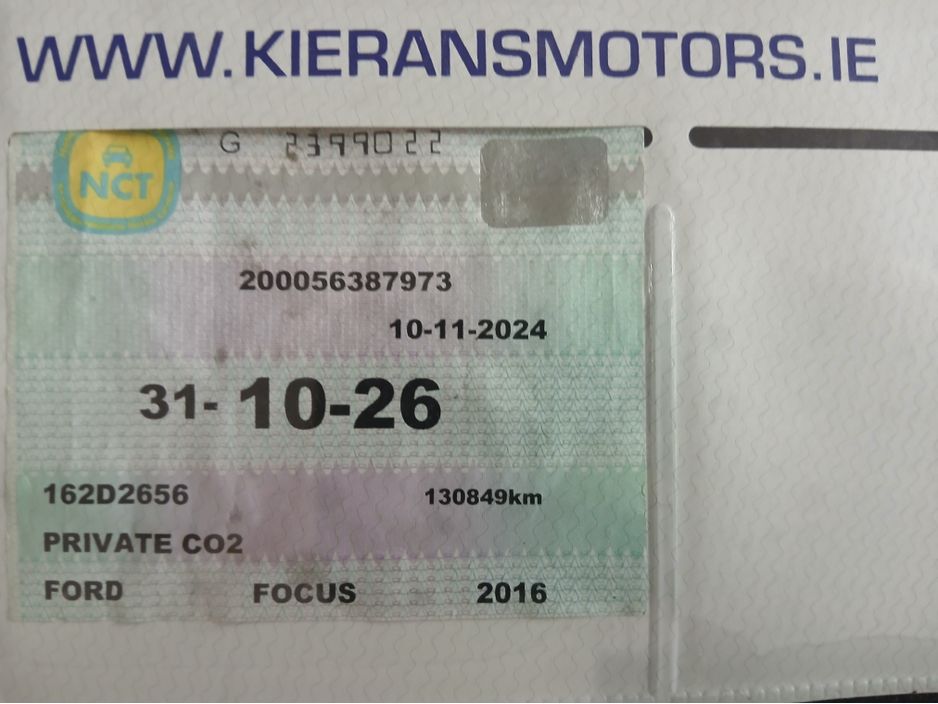 WWW.KIERANSMOTORS.IE
NCT
G 2399022
200056387973
10-11-2024
31-10-26
162D2656 130849km
PRIVATE CO2
FORD FOCUS 2016